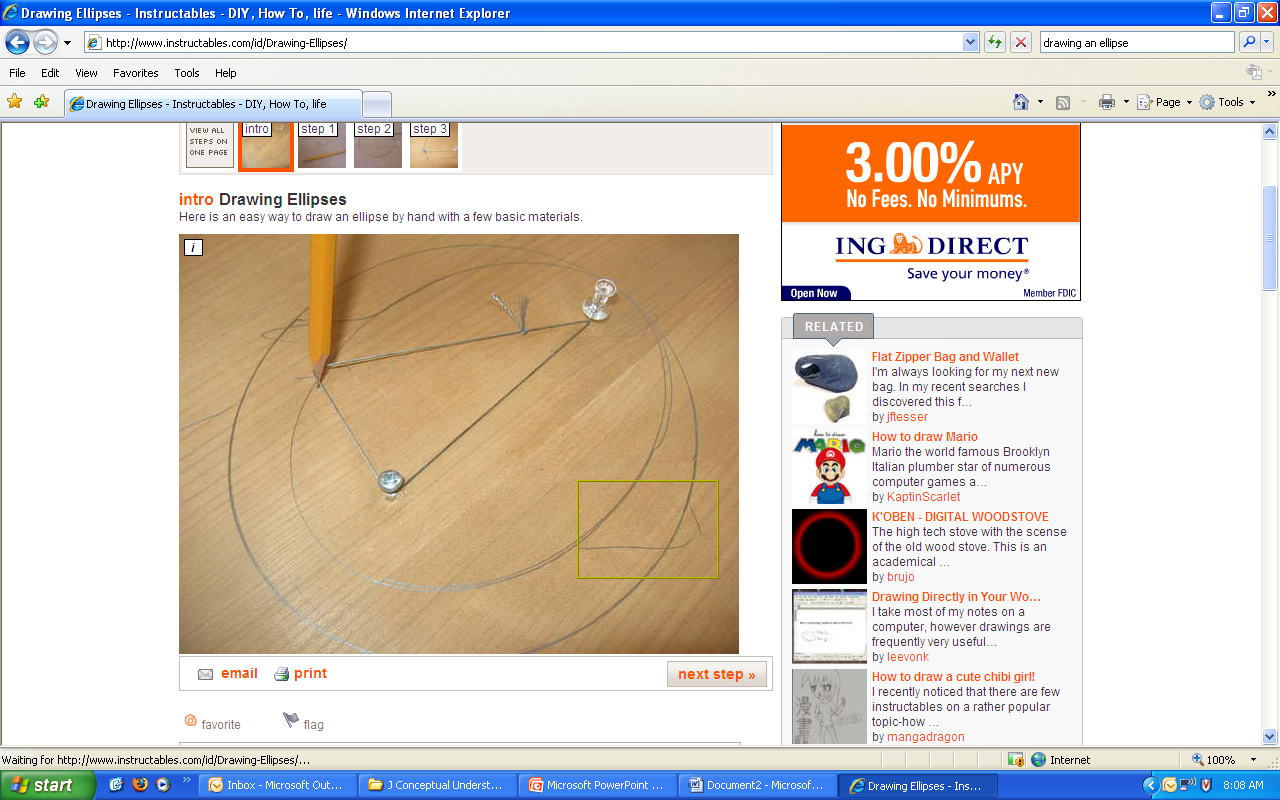 Drawing Ellipses - Instructables - DIY, How To, life - Windows Internet Explorer
http://www.instructables.com/id/Drawing-Ellipses/
drawing an ellipse
File Edit View Favorites Tools Help
Drawing Ellipses - Instructables - DIY, How To, life
Page Tools »
VIEW ALL
STEPS ON
ONE PAGE
intro step 1 step 2 step 3
intro Drawing Ellipses
Here is an easy way to draw an ellipse by hand with a few basic materials.
i
email print next step »
favorite flag
3.00% APY
No Fees. No Minimums.
ING DIRECT
Save your money®
Open Now Member FDIC
RELATED
Flat Zipper Bag and Wallet
I'm always looking for my next new
bag. In my recent searches I
discovered this f...
by jftesser
how to draw
MARIO
How to draw Mario
Mario the world famous Brooklyn
Italian plumber star of numerous
computer games a...
by KaptinScarlet
K'OBEN - DIGITAL WOODSTOVE
The high tech stove with the scense
of the old wood stove. This is an
academical ...
by brujo
Drawing Directly in Your Wo...
I take most of my notes on a
computer, however drawings are
frequently very useful...
by leevonk
How to draw a cute chibi girl!
I recently noticed that there are few
instructables on a rather popular
topic-how ...
by mangadragon
Waiting for http://www.instructables.com/id/Drawing-Ellipses/...
Internet 100%
start
»
Inbox - Microsoft Out...
J Conceptual Underst...
Microsoft PowerPoint ...
Document2 - Microsof...
Drawing Ellipses - Ins...
8:08 AM